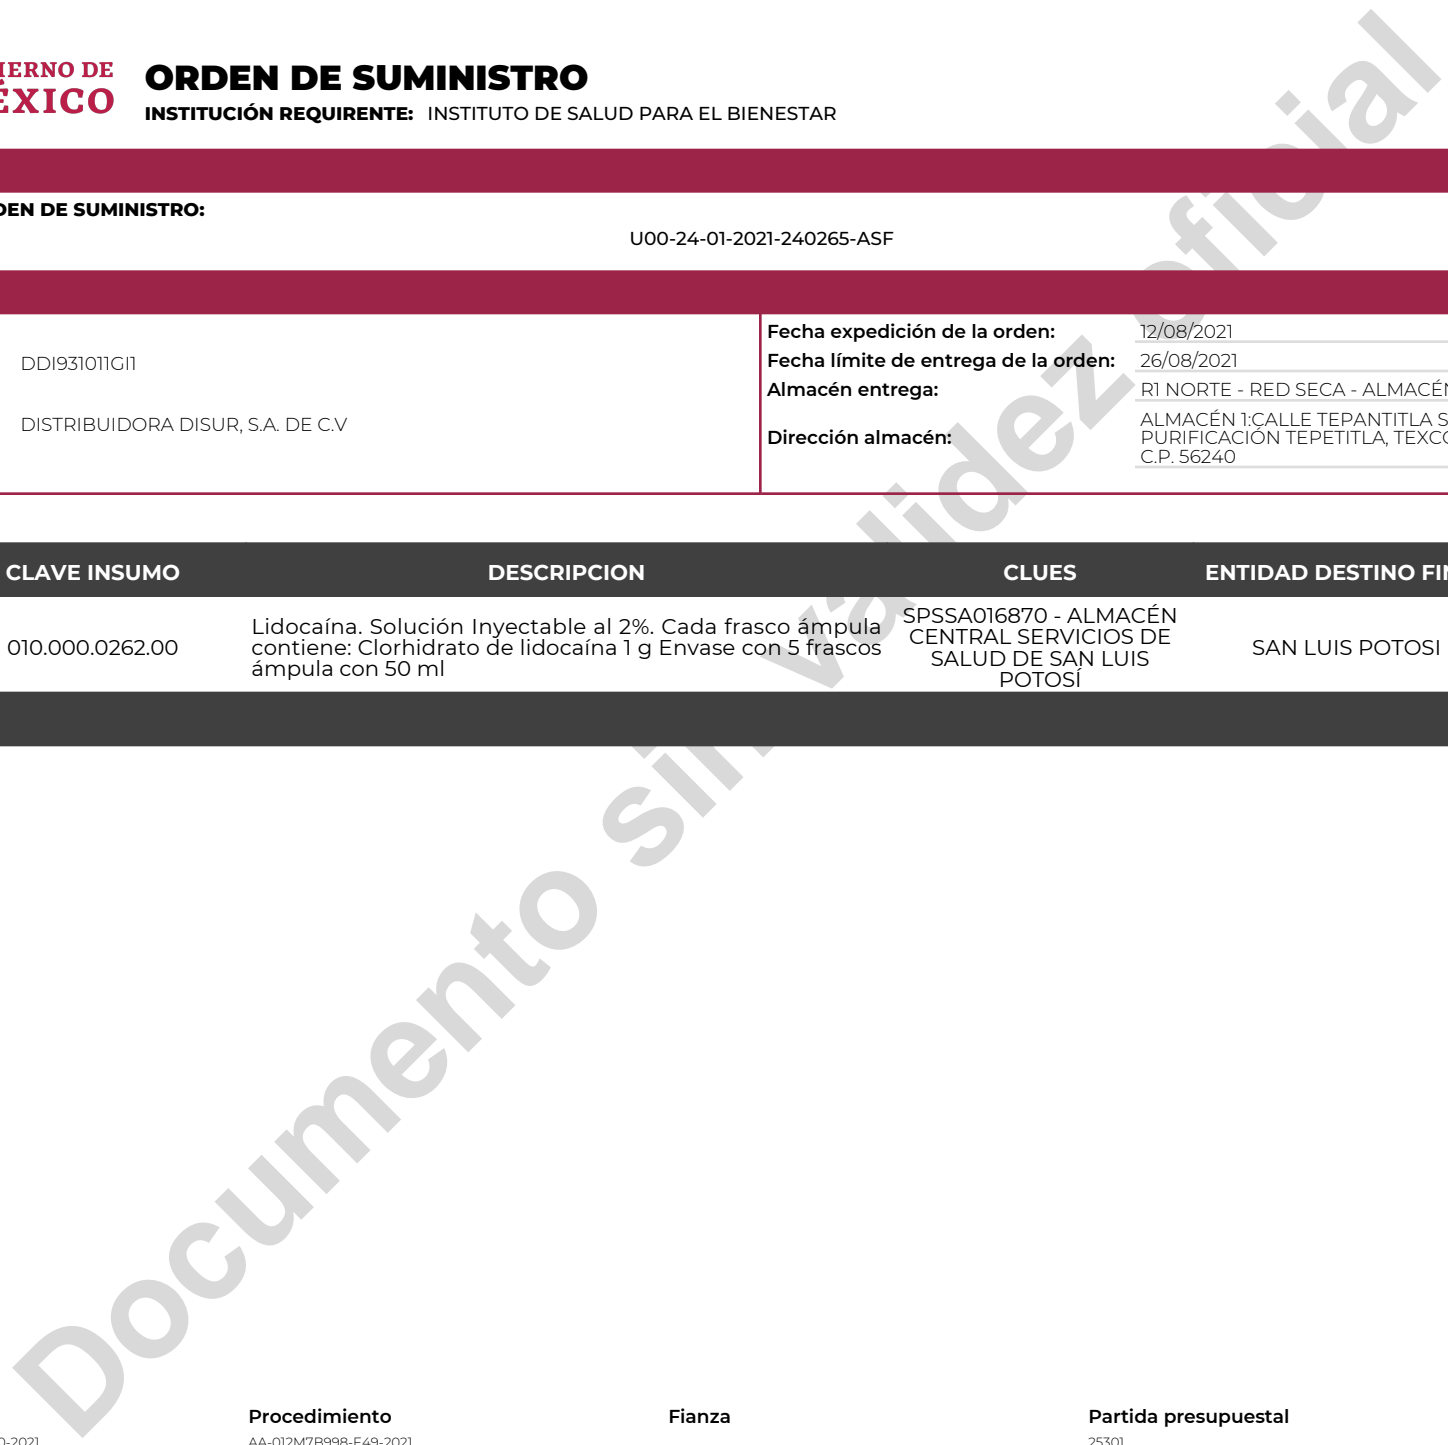 ORDEN DE SUMINISTRO
INSTITUCIÓN REQUIRENTE: INSTITUTO DE SALUD PARA EL BIENESTAR
DE
ÉXICO
DE SUMINISTRO:
U00-24-01-2021-240265-ASF
DDI931011GI1
DISTRIBUIDORA DISUR, S.A. DE C.V
Fecha expedición de la orden: 12/08/2021
Fecha límite de entrega de la orden: 26/08/2021
Almacén entrega: R1 NORTE - RED SECA - ALMACÉN
Dirección almacén:
ALMACÉN 1:CALLE TEPANTITLA S
PURIFICACIÓN TEPETITLA, TEXCO
C.P. 56240
CLAVE INSUMO DESCRIPCION CLUES ENTIDAD DESTINO FIN
010.000.0262.00
Lidocaína. Solución Inyectable al 2%. Cada frasco ámpula
contiene: Clorhidrato de lidocaína 1 g Envase con 5 frascos
ámpula con 50 ml
SPSSA016870 - ALMACÉN
CENTRAL SERVICIOS DE
SALUD DE SAN LUIS
POTOSÍ
SAN LUIS POTOSI
Documento sin validez oficial
Procedimiento Fianza Partida presupuestal
-2021 AA-012M7B998-E49-2021 25301